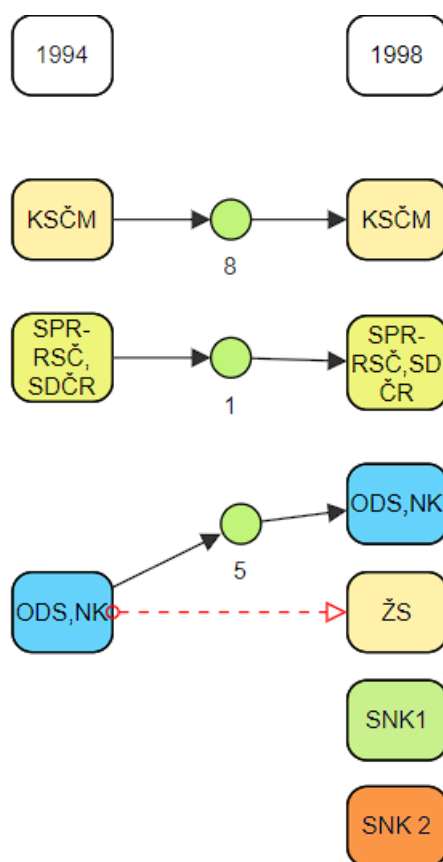 1994
1998
KSČM
KSČM
8
SPR-
RSČ,
SDČR
SPR-
RSČ,SD
ČR
1
ODS,NK
5
ODS,NK
ŽS
SNK1
SNK 2